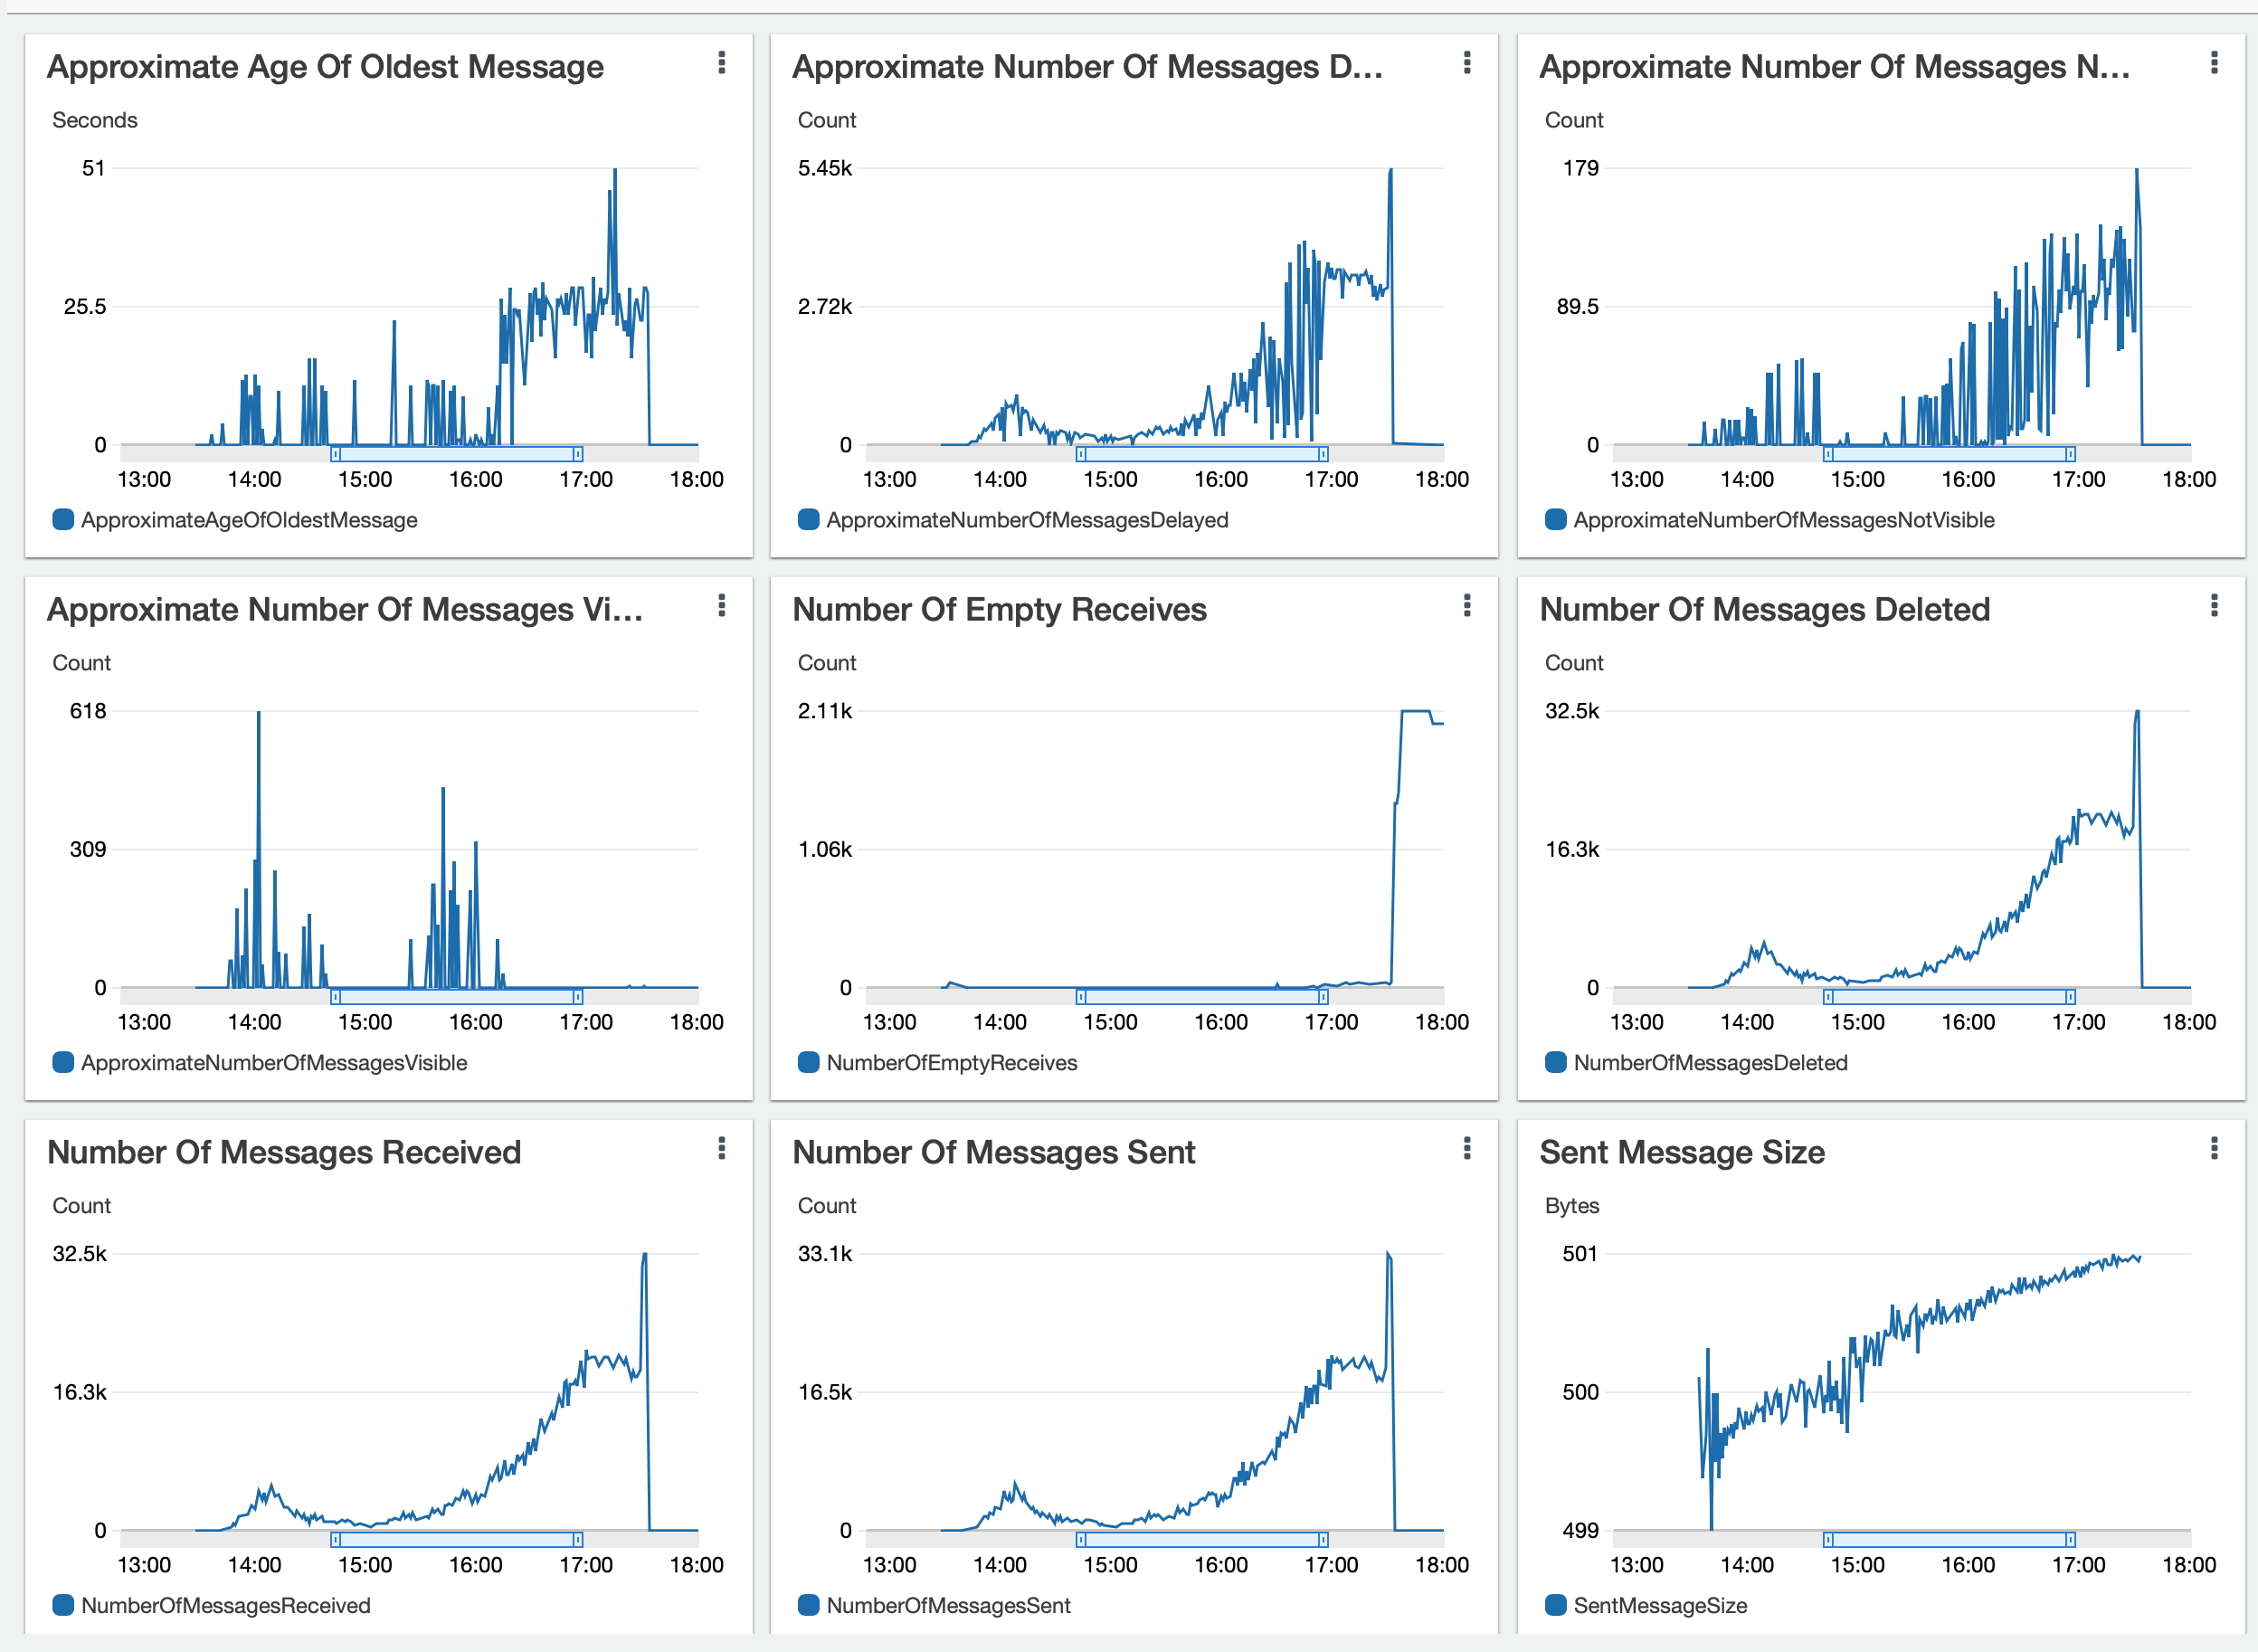 Approximate Age Of Oldest Message
Seconds
51
25.5
0
13:00 14:00 15:00 16:00 17:00 18:00
ApproximateAgeOfOldestMessage
Approximate Number Of Messages D...
Count
5.45k
2.72k
0
13:00 14:00 15:00 16:00 17:00 18:00
ApproximateNumberOfMessagesDelayed
Approximate Number Of Messages N...
Count
179
89.5
0
13:00 14:00 15:00 16:00 17:00 18:00
ApproximateNumberOfMessagesNotVisible
Approximate Number Of Messages Vi...
Count
618
309
0
13:00 14:00 15:00 16:00 17:00 18:00
ApproximateNumberOfMessagesVisible
Number Of Empty Receives
Count
2.11k
1.06k
0
13:00 14:00 15:00 16:00 17:00 18:00
NumberOfEmptyReceives
Number Of Messages Deleted
Count
32.5k
16.3k
0
13:00 14:00 15:00 16:00 17:00 18:00
NumberOfMessagesDeleted
Number Of Messages Received
Count
32.5k
16.3k
0
13:00 14:00 15:00 16:00 17:00 18:00
NumberOfMessagesReceived
Number Of Messages Sent
Count
33.1k
16.5k
0
13:00 14:00 15:00 16:00 17:00 18:00
NumberOfMessagesSent
Sent Message Size
Bytes
501
500
499
13:00 14:00 15:00 16:00 17:00 18:00
SentMessageSize